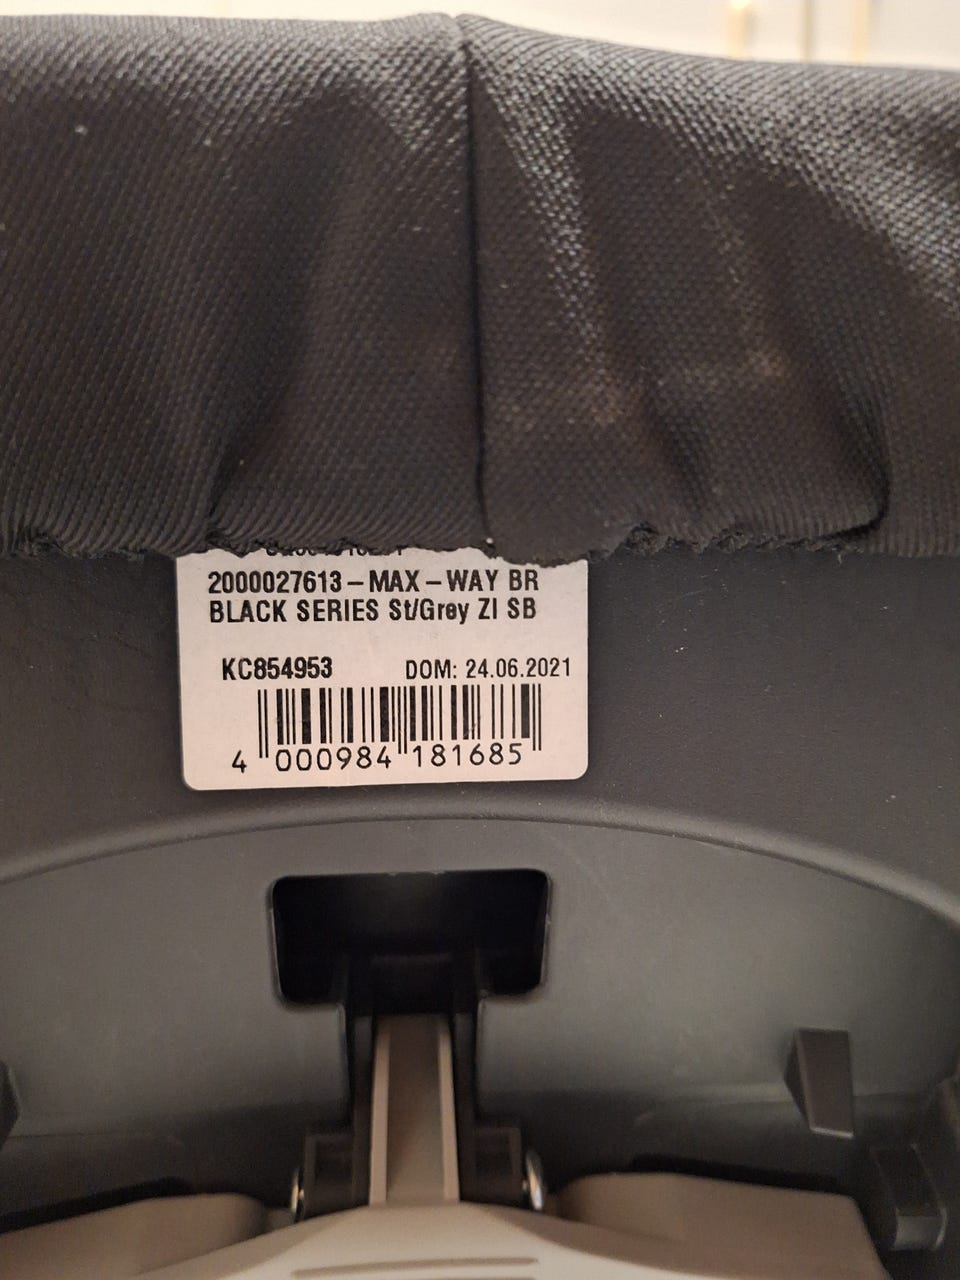 2000027613 – MAX – WAY BR
BLACK SERIES St/Grey ZI SB
KC854953 DOM: 24.06.2021
4 000984 181685